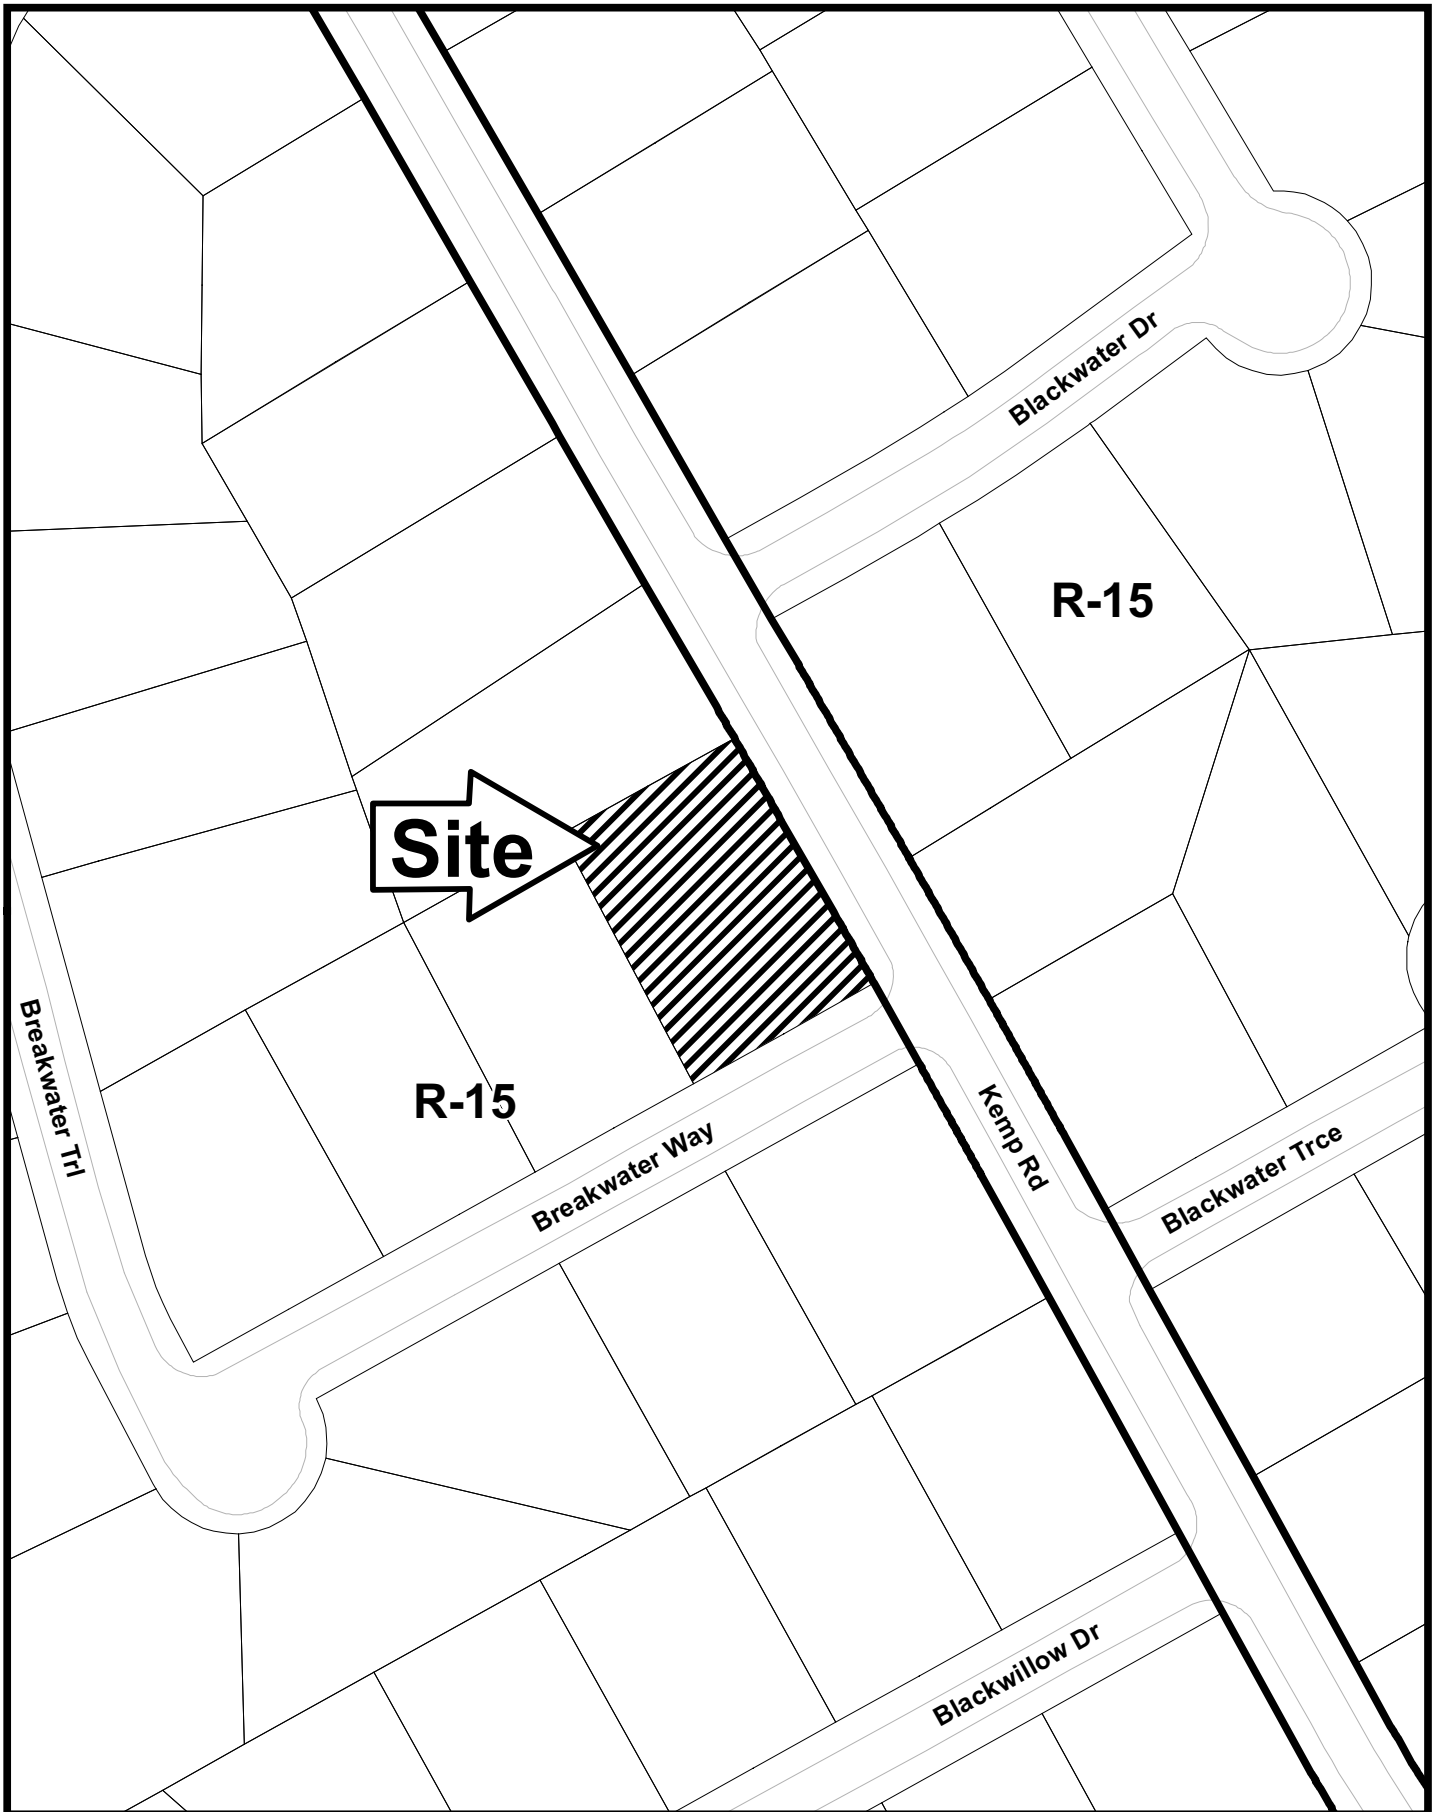 Blackwater Dr
R-15
Site
Breakwater Trl
R-15
Breakwater Way
Kemp Rd
Blackwater Trce
Blackwillow Dr